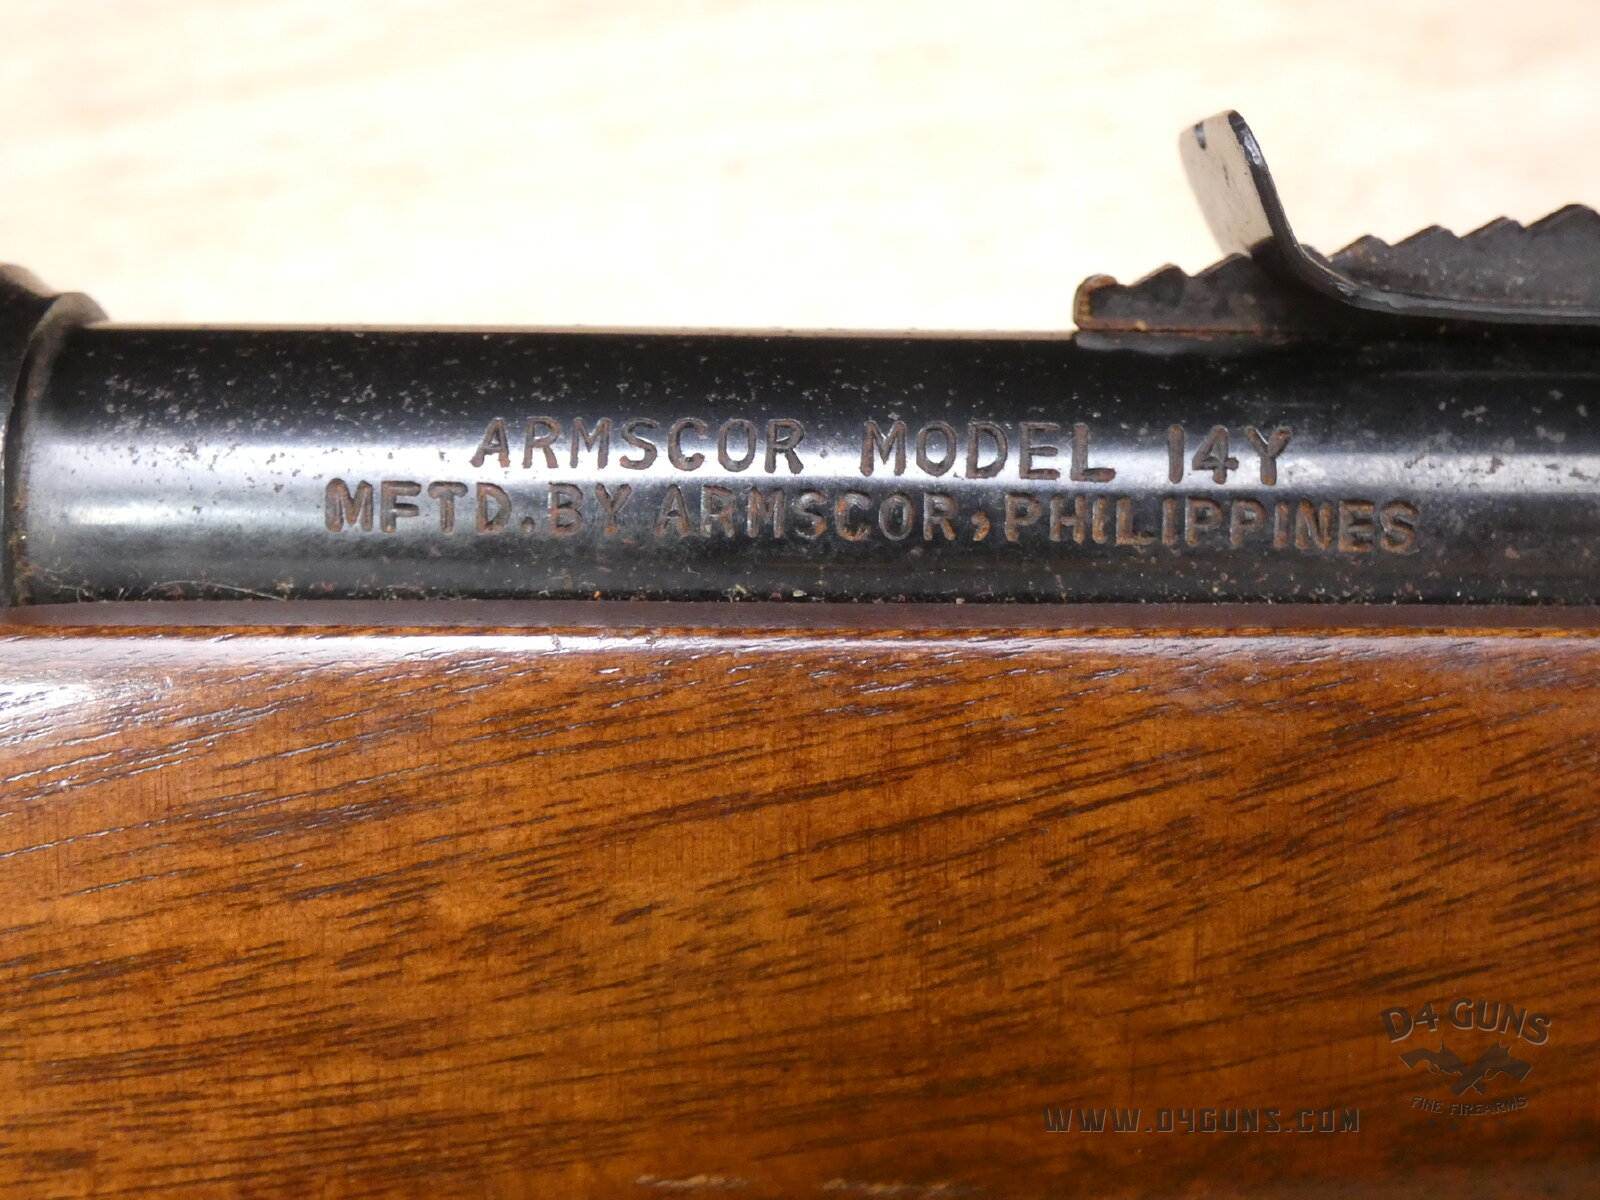 ARMSCOR MODEL 14Y
MFTD.BY ARMSCOR,PHILIPPINES
D4 GUNS
FINE FIREARMS
WWW.D4GUNS.COM